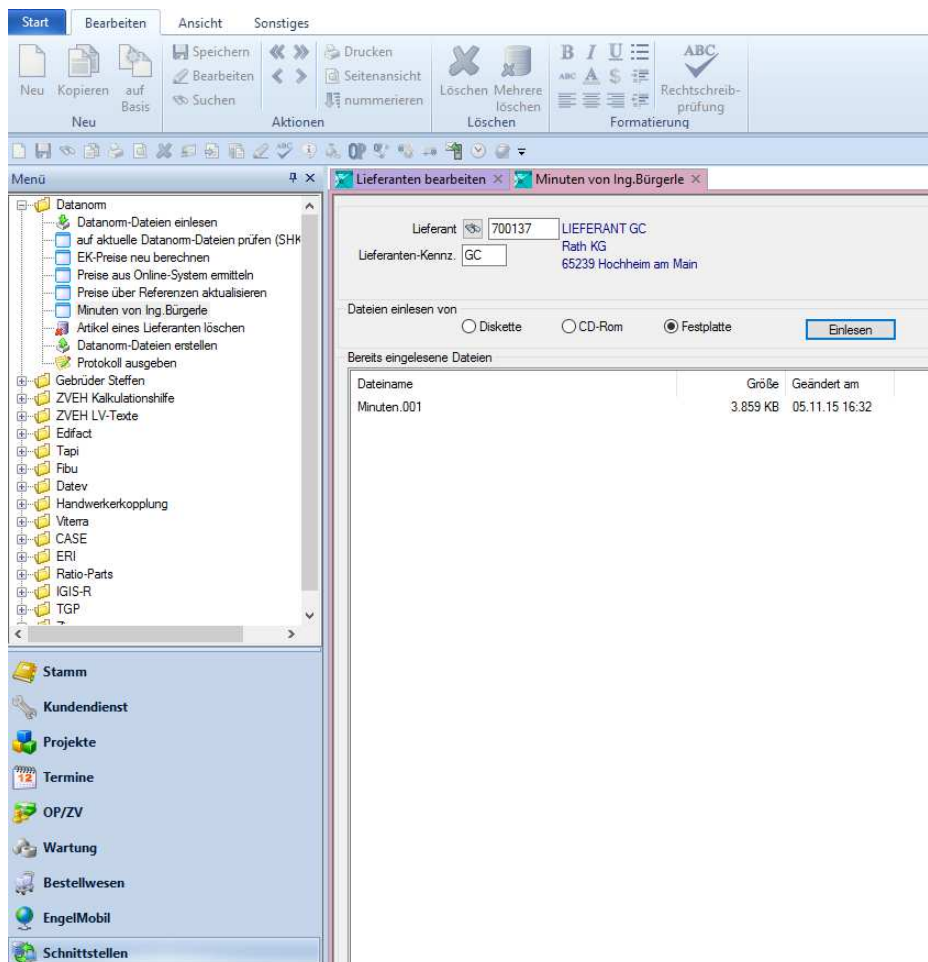 Start Bearbeiten Ansicht Sonstiges
Neu Kopieren auf Basis
Speichern
Bearbeiten
Suchen
Drucken
Seitenansicht
nummerieren
Löschen Mehrere löschen
B I U
ABC A S
ABC
Rechtschreib-
prüfung
Neu Aktionen Löschen Formatierung
OP
Menü
Lieferanten bearbeiten × Minuten von Ing.Bürgerle ×
Datanorm
Datanorm-Dateien einlesen
auf aktuelle Datanorm-Dateien prüfen (SHK
EK-Preise neu berechnen
Preise aus Online-System ermitteln
Preise über Referenzen aktualisieren
Minuten von Ing.Bürgerle
Artikel eines Lieferanten löschen
Datanorm-Dateien erstellen
Protokoll ausgeben
Gebrüder Steffen
ZVEH Kalkulationshilfe
ZVEH LV-Texte
Edifact
Tapi
Fibu
Datev
Handwerkerkopplung
Viterra
CASE
ERI
Ratio-Parts
IGIS-R
TGP
Stamm
Kundendienst
Projekte
12 Termine
OP/ZV
Wartung
Bestellwesen
EngelMobil
Schnittstellen
Lieferant 700137 LIEFERANT GC
Rath KG
Lieferanten-Kennz. GC
65239 Hochheim am Main
Dateien einlesen von
Diskette CD-Rom Festplatte Einlesen
Bereits eingelesene Dateien
Dateiname Größe Geändert am
Minuten.001 3.859 KB 05.11.15 16:32